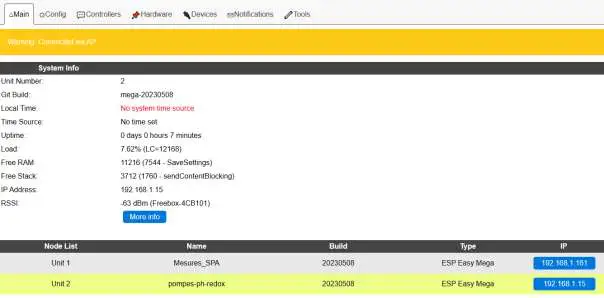 Main Config Controllers Hardware Devices Notifications Tools
Warning: Connected via AP
System Info
Unit Number: 2
Git Build: mega-20230508
Local Time: No system time source
Time Source: No time set
Uptime: 0 days 0 hours 7 minutes
Load: 7.62% (LC=12168)
Free RAM: 11216 (7544 - SaveSettings)
Free Stack: 3712 (1760 - sendContentBlocking)
IP Address: 192.168.1.15
RSSI: -63 dBm (Freebox-4CB101)
More info
Node List Name Build Type IP
Unit 1 Mesures_SPA 20230508 ESP Easy Mega 192.168.1.161
Unit 2 pompes-ph-redox 20230508 ESP Easy Mega 192.168.1.15